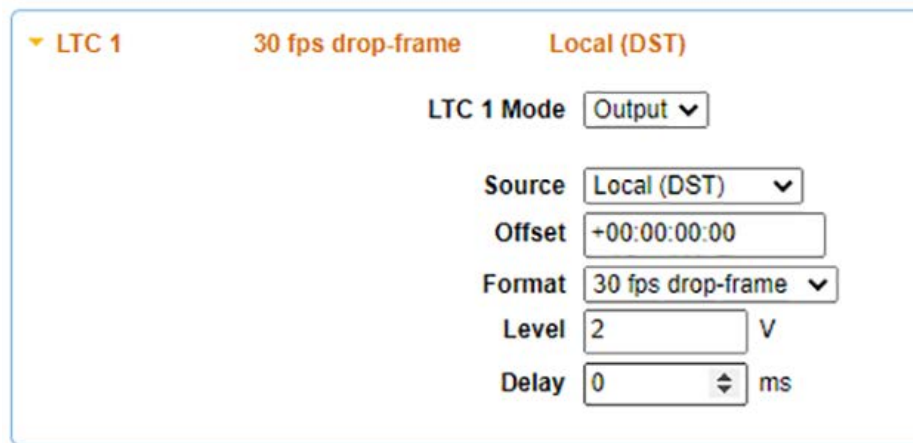 LTC 1 30 fps drop-frame Local (DST)
LTC 1 Mode Output
Source Local (DST)
Offset +00:00:00:00
Format 30 fps drop-frame
Level 2 V
Delay 0 ms